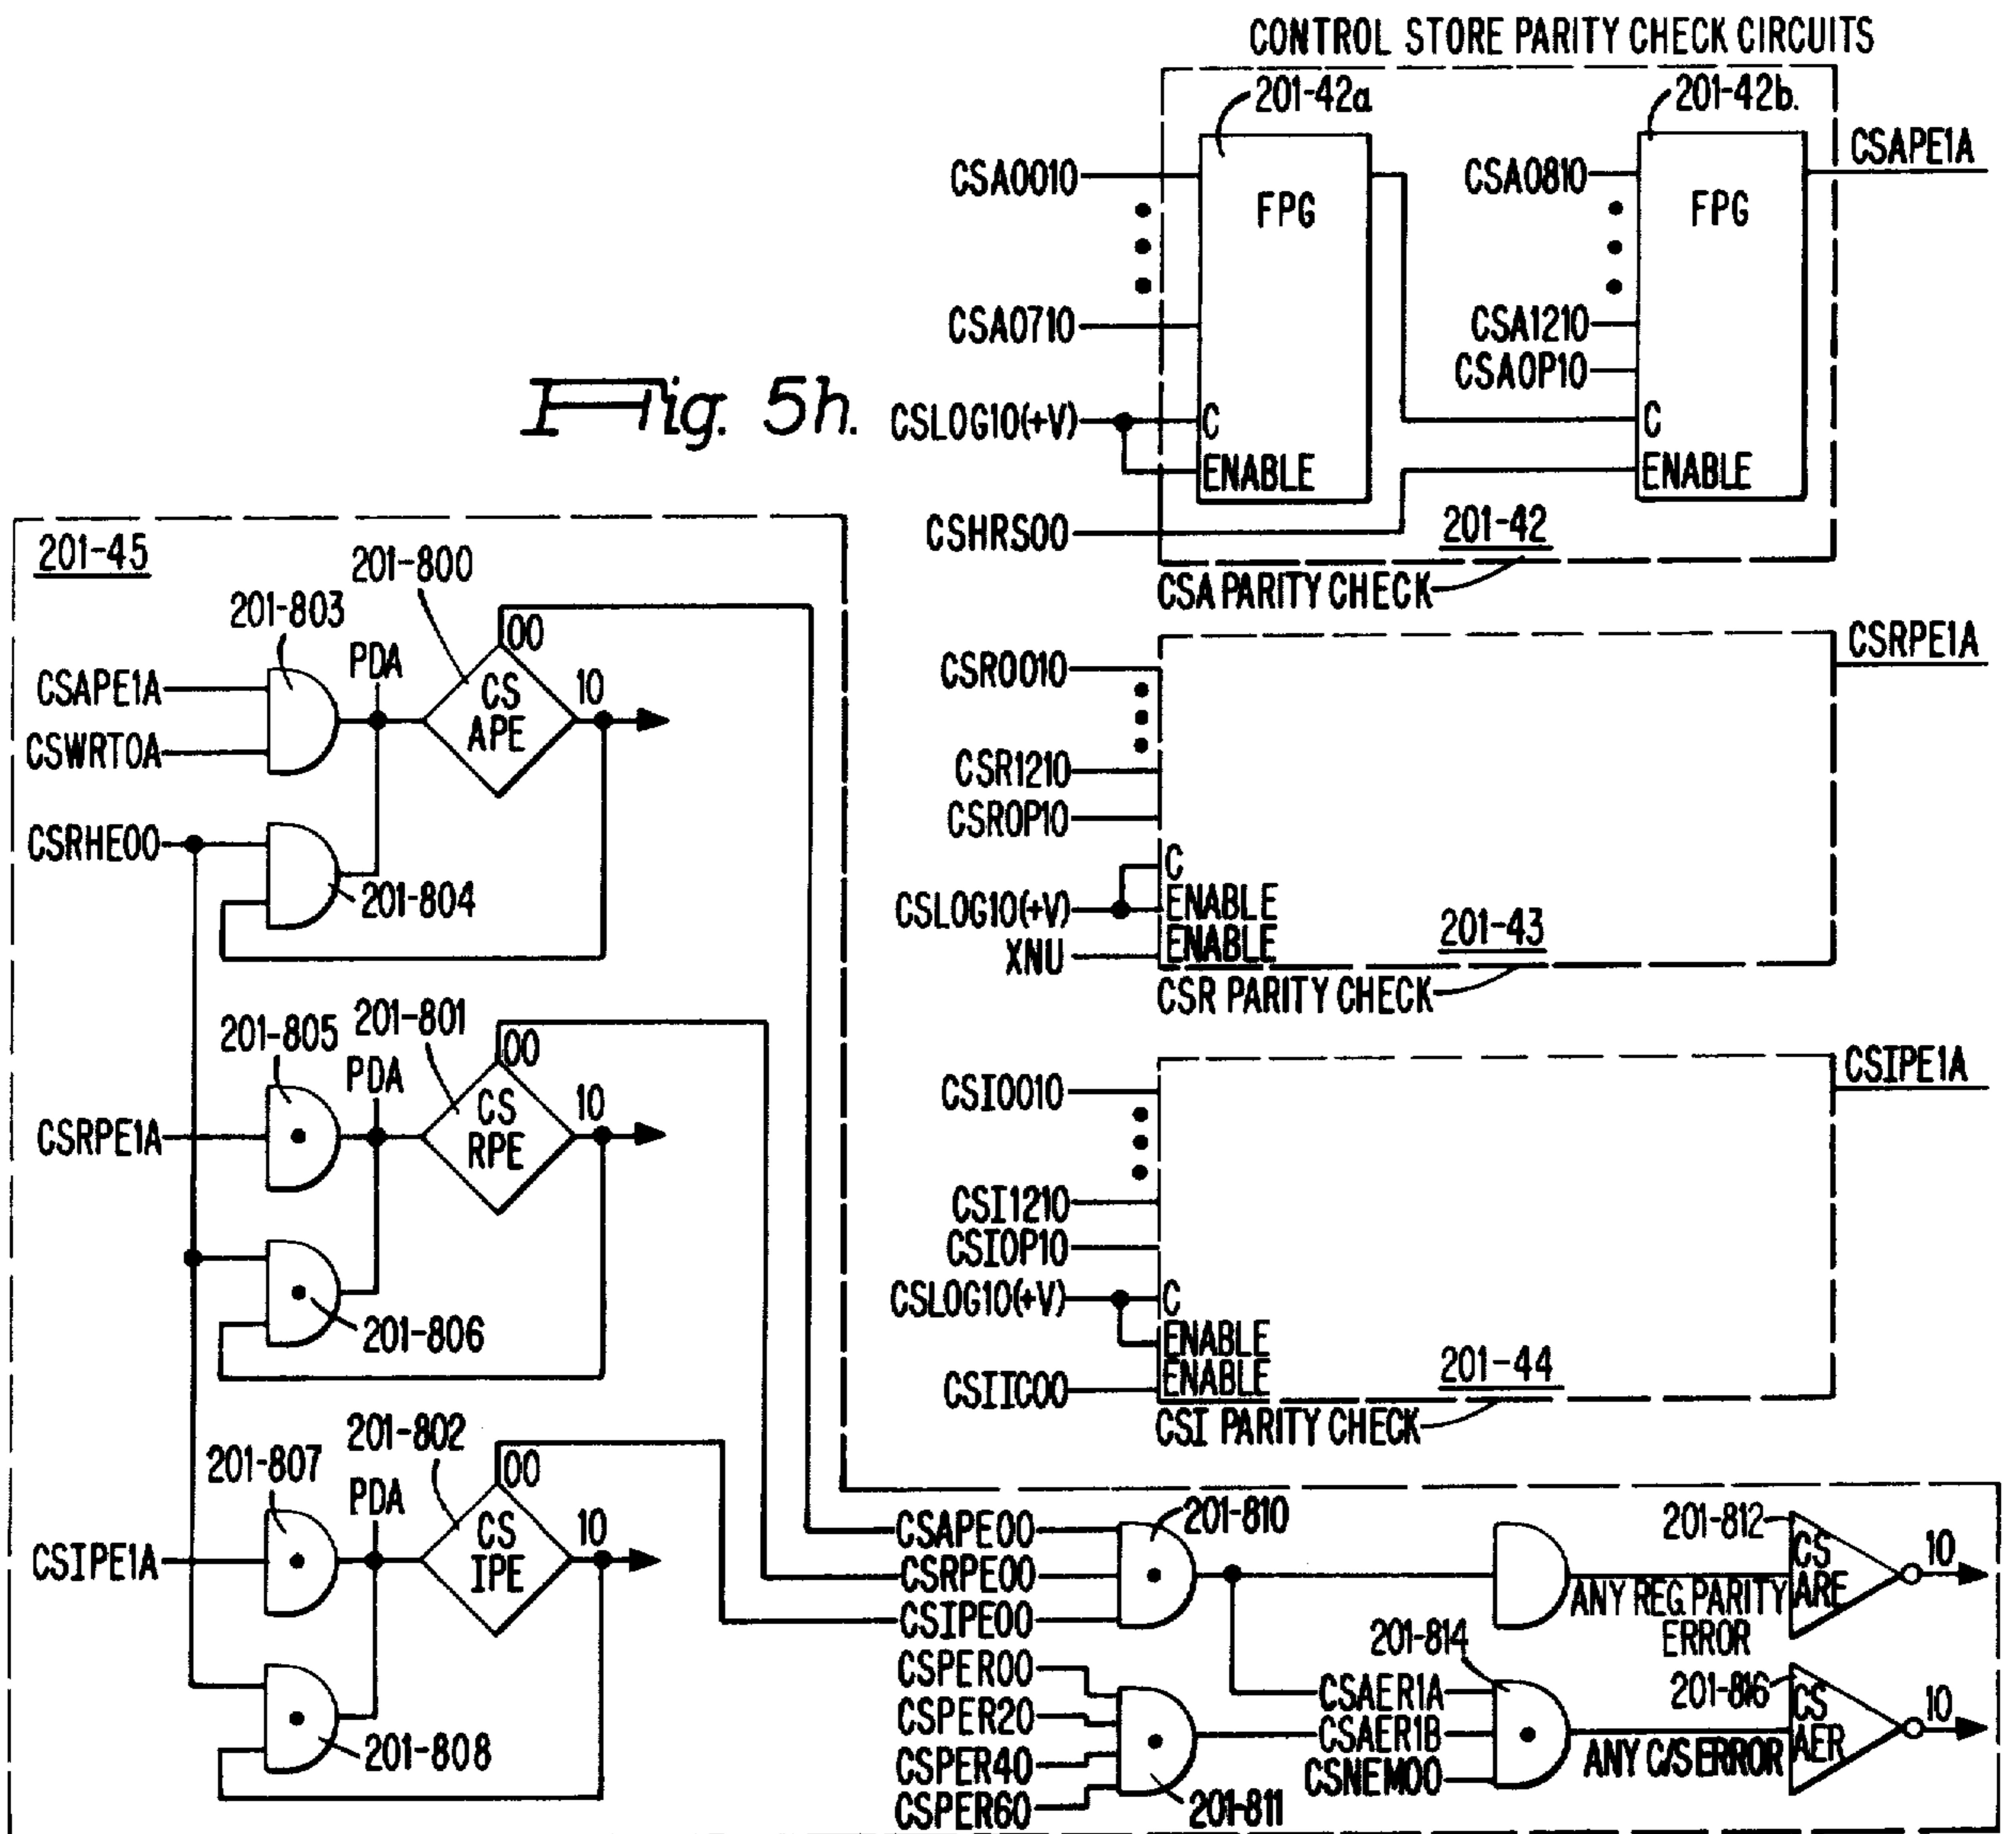 CONTROL STORE PARITY CHECK CIRCUITS
201-42a
201-42b.
CSA0010
FPG
CSA0810
FPG
CSAPE1A
CSA0710
CSA1210
CSA0P10
CSLOG10(+V)
C
ENABLE
C
ENABLE
CSHRS00
201-42
CSA PARITY CHECK
Fig. 5h.
CSR0010
CSRPE1A
CSR1210
CSR0P10
C
CSLOG10(+V)
ENABLE
XNU
ENABLE
201-43
CSR PARITY CHECK
CSI0010
CSIPE1A
CSI1210
CSI0P10
CSLOG10(+V)
C
ENABLE
CSIIC00
ENABLE
201-44
CSI PARITY CHECK
201-45
201-800
201-803
PDA
00
CSAPE1A
CS
APE
10
CSWRT0A
CSRHE00
201-804
201-805
201-801
PDA
00
CSRPE1A
CS
RPE
10
201-806
201-807
201-802
PDA
00
CSIPE1A
CS
IPE
10
201-808
CSAPE00
CSRPE00
CSIPE00
201-810
201-812
CS
ARE
10
ANY REG. PARITY
ERROR
CSPER00
CSPER20
CSPER40
CSPER60
201-811
201-814
CSAER1A
CSAER1B
CSNEM00
201-816
CS
AER
10
ANY C/S ERROR